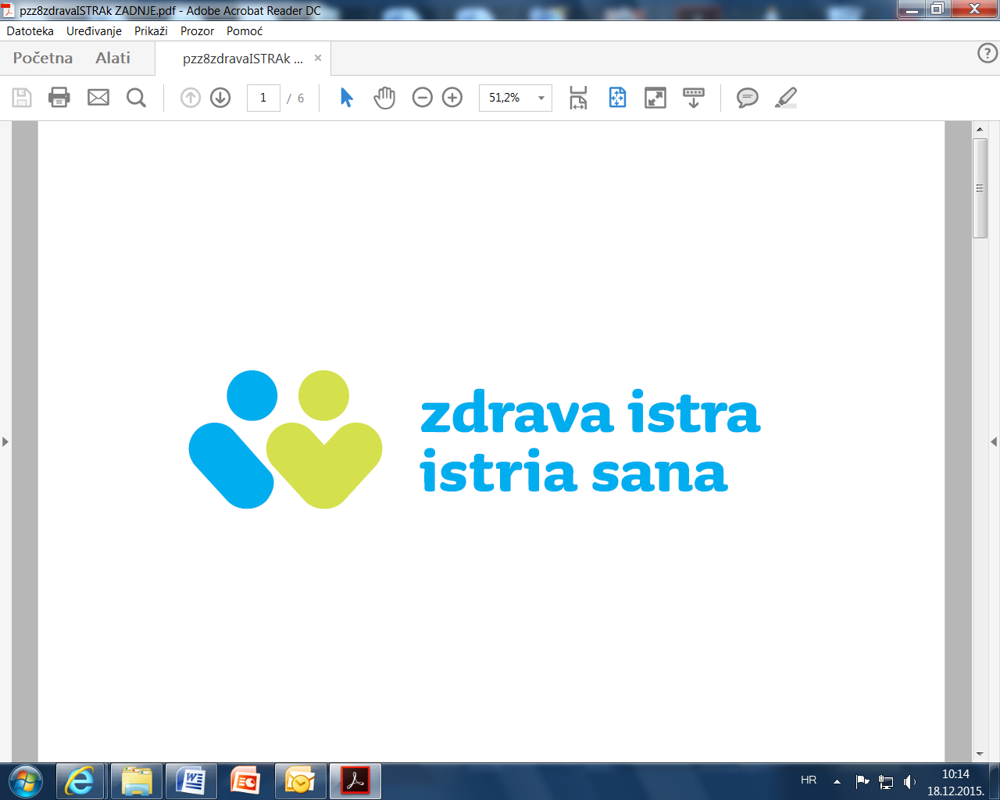 pzz8zdravaISTRAk ZADNJE.pdf - Adobe Acrobat Reader DC
Datoteka Uređivanje Prikaži Prozor Pomoć
Početna Alati pzz8zdravaISTRAk ... ×
1 / 6 51,2%
zdrava istra
istria sana
HR 10:14
18.12.2015.